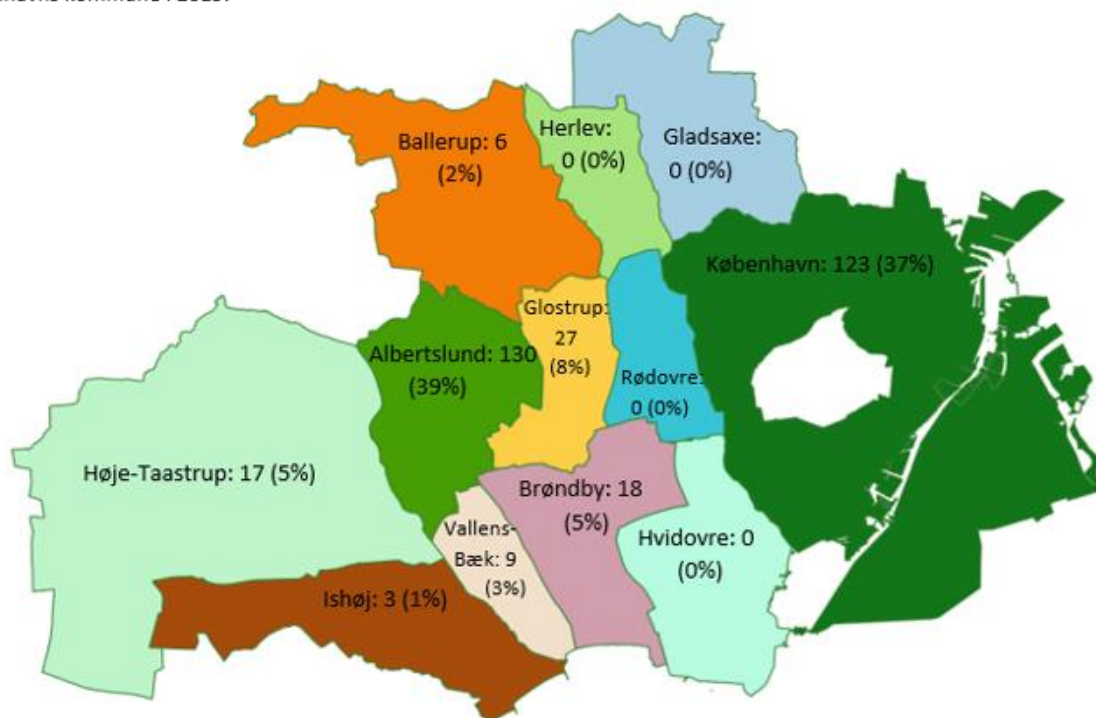 Ballerup: 6
(2%)
Herlev:
0 (0%)
Gladsaxe:
0 (0%)
København: 123 (37%)
Glostrup:
27
(8%)
Albertslund: 130
(39%)
Rødovre:
0 (0%)
Høje-Taastrup: 17 (5%)
Brøndby: 18
(5%)
Vallens-
Bæk: 9
(3%)
Hvidovre: 0
(0%)
Ishøj: 3 (1%)